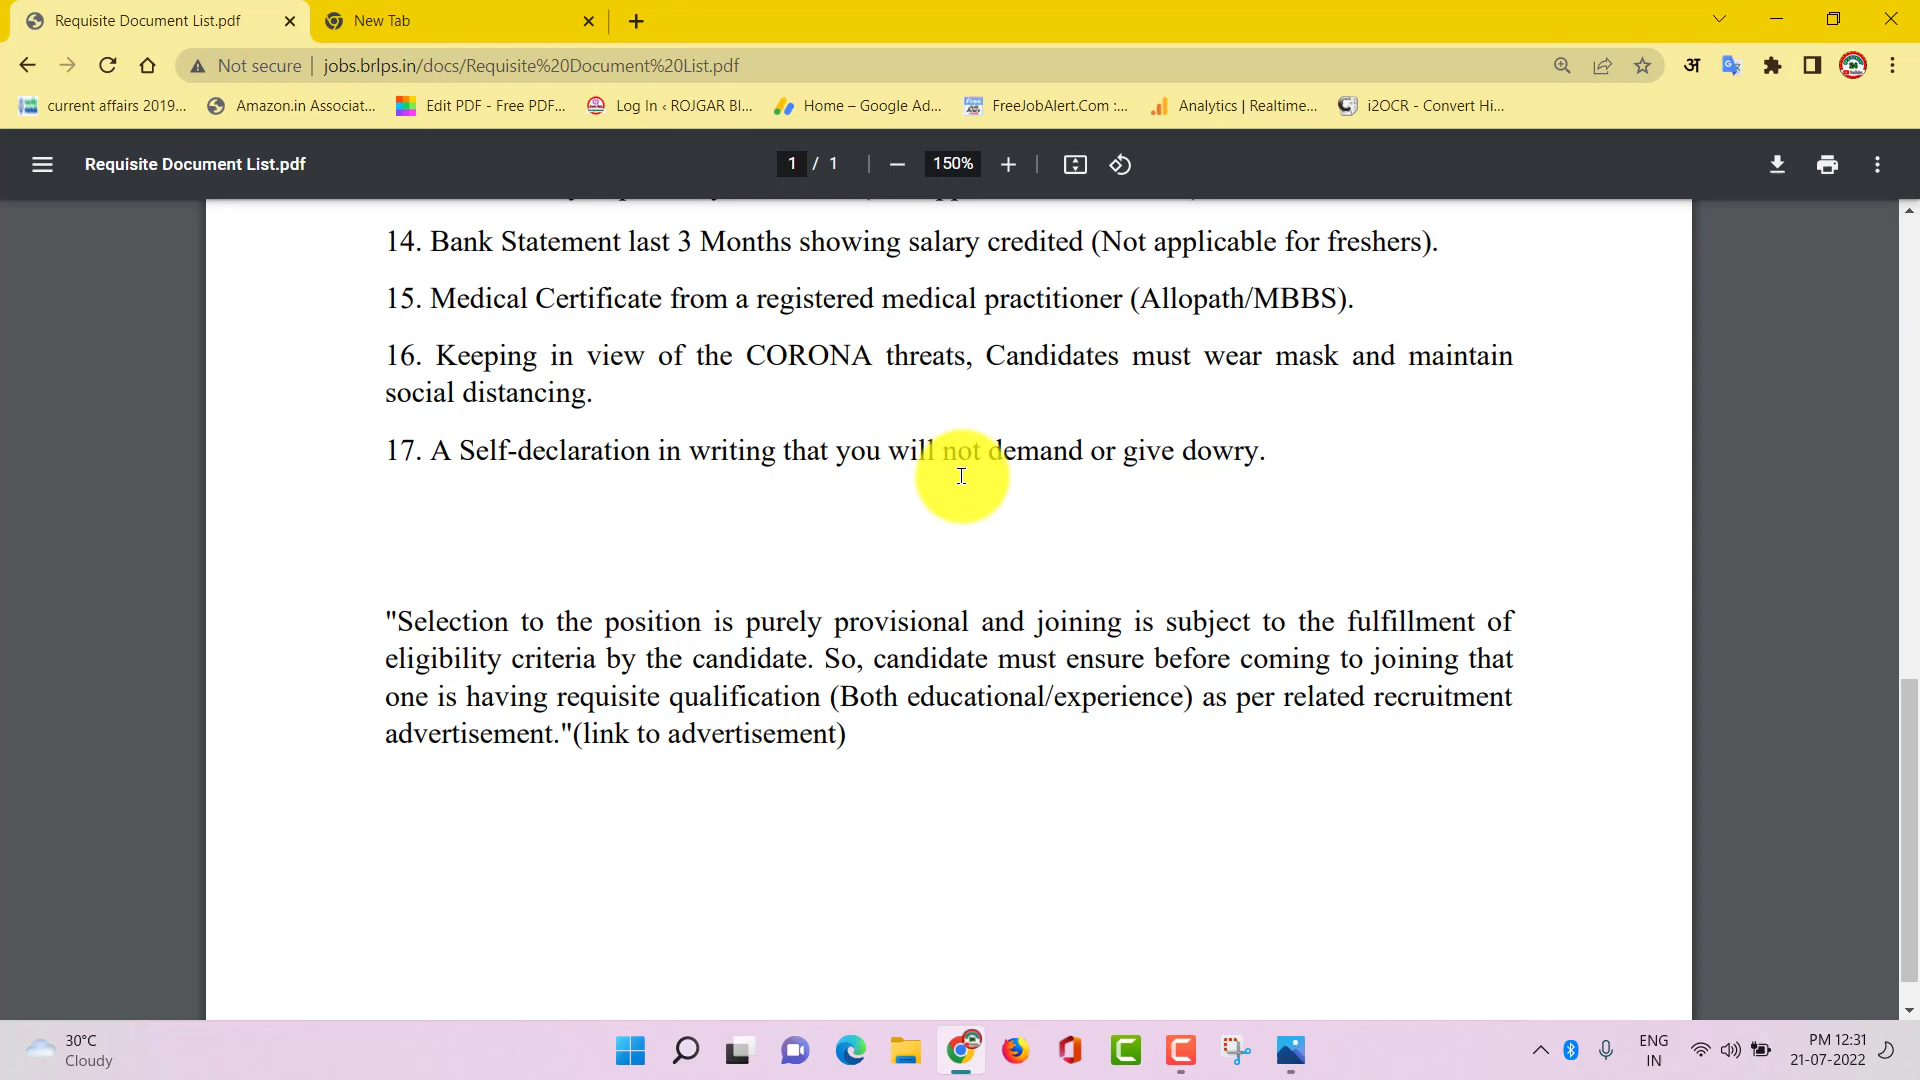 Requisite Document List.pdf
New Tab
Not secure
jobs.brlps.in/docs/Requisite%20Document%20List.pdf
अ
current affairs 2019...
Amazon.in Associat...
Edit PDF - Free PDF...
Log In ‹ ROJGAR BI...
Home – Google Ad...
FreeJobAlert.Com :...
Analytics | Realtime...
i2OCR - Convert Hi...
Requisite Document List.pdf
1 / 1
150%
14. Bank Statement last 3 Months showing salary credited (Not applicable for freshers).
15. Medical Certificate from a registered medical practitioner (Allopath/MBBS).
16. Keeping in view of the CORONA threats, Candidates must wear mask and maintain
social distancing.
17. A Self-declaration in writing that you will not demand or give dowry.
"Selection to the position is purely provisional and joining is subject to the fulfillment of
eligibility criteria by the candidate. So, candidate must ensure before coming to joining that
one is having requisite qualification (Both educational/experience) as per related recruitment
advertisement."(link to advertisement)
30°C
Cloudy
ENG
IN
PM 12:31
21-07-2022